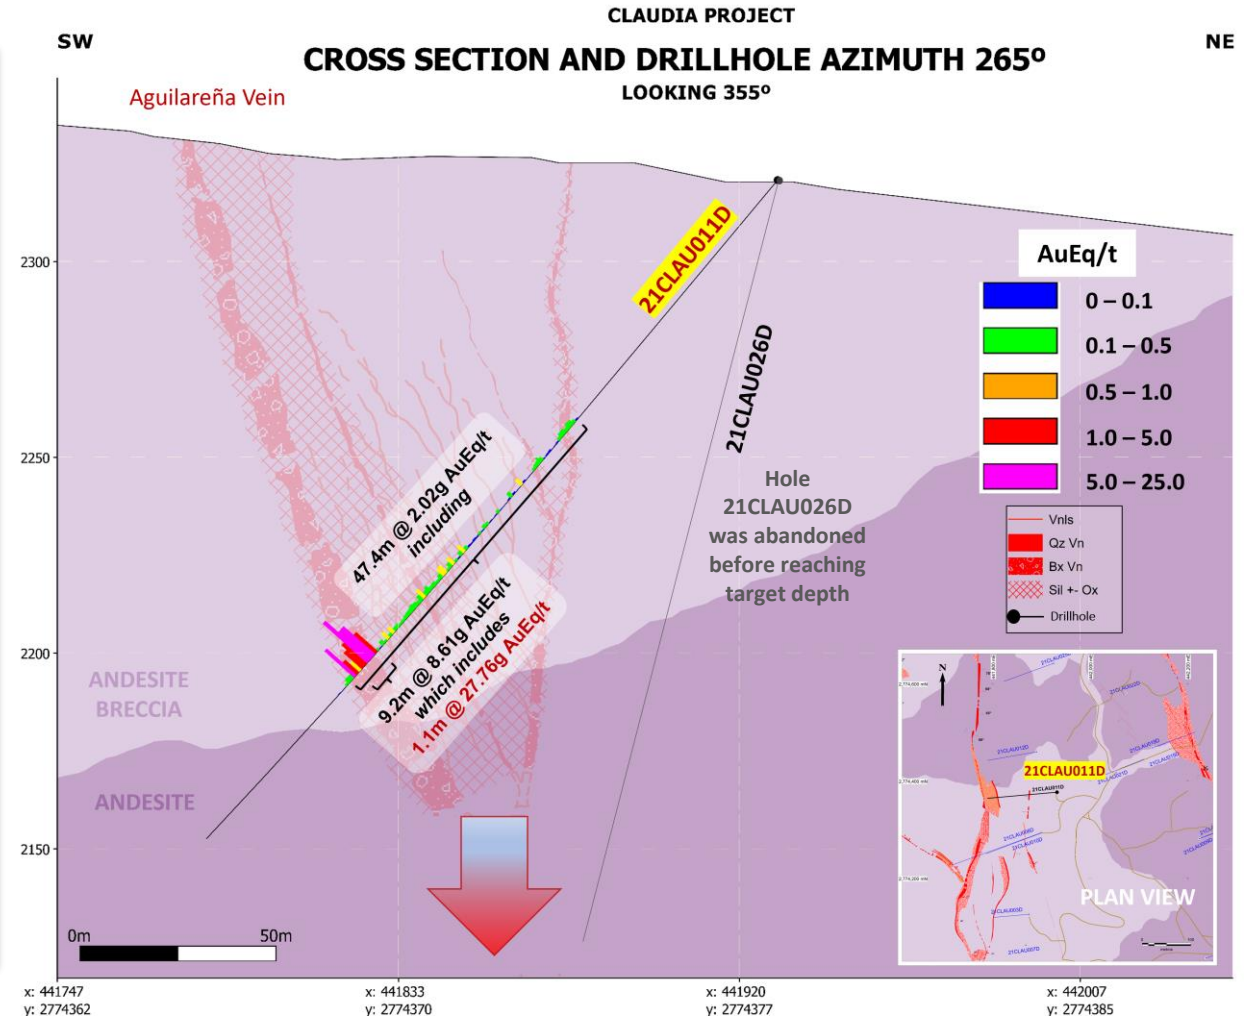 CLAUDIA PROJECT
SW
NE
CROSS SECTION AND DRILLHOLE AZIMUTH 265º
LOOKING 355º
Aguilareña Vein
21CLAU011D
21CLAU026D
AuEq/t
0 – 0.1
0.1 – 0.5
0.5 – 1.0
1.0 – 5.0
5.0 – 25.0
2300
2250
2200
2150
47.4m @ 2.02g AuEq/t
including
9.2m @ 8.61g AuEq/t
which includes
1.1m @ 27.76g AuEq/t
Hole
21CLAU026D
was abandoned
before reaching
target depth
Vnls
Qz Vn
Bx Vn
Sil +- Ox
Drillhole
ANDESITE
BRECCIA
ANDESITE
N
21CLAU012D
21CLAU011D
21CLAU011D
21CLAU003D
21CLAU007D
PLAN VIEW
0m
50m
x: 441747
y: 2774362
x: 441833
y: 2774370
x: 441920
y: 2774377
x: 442007
y: 2774385